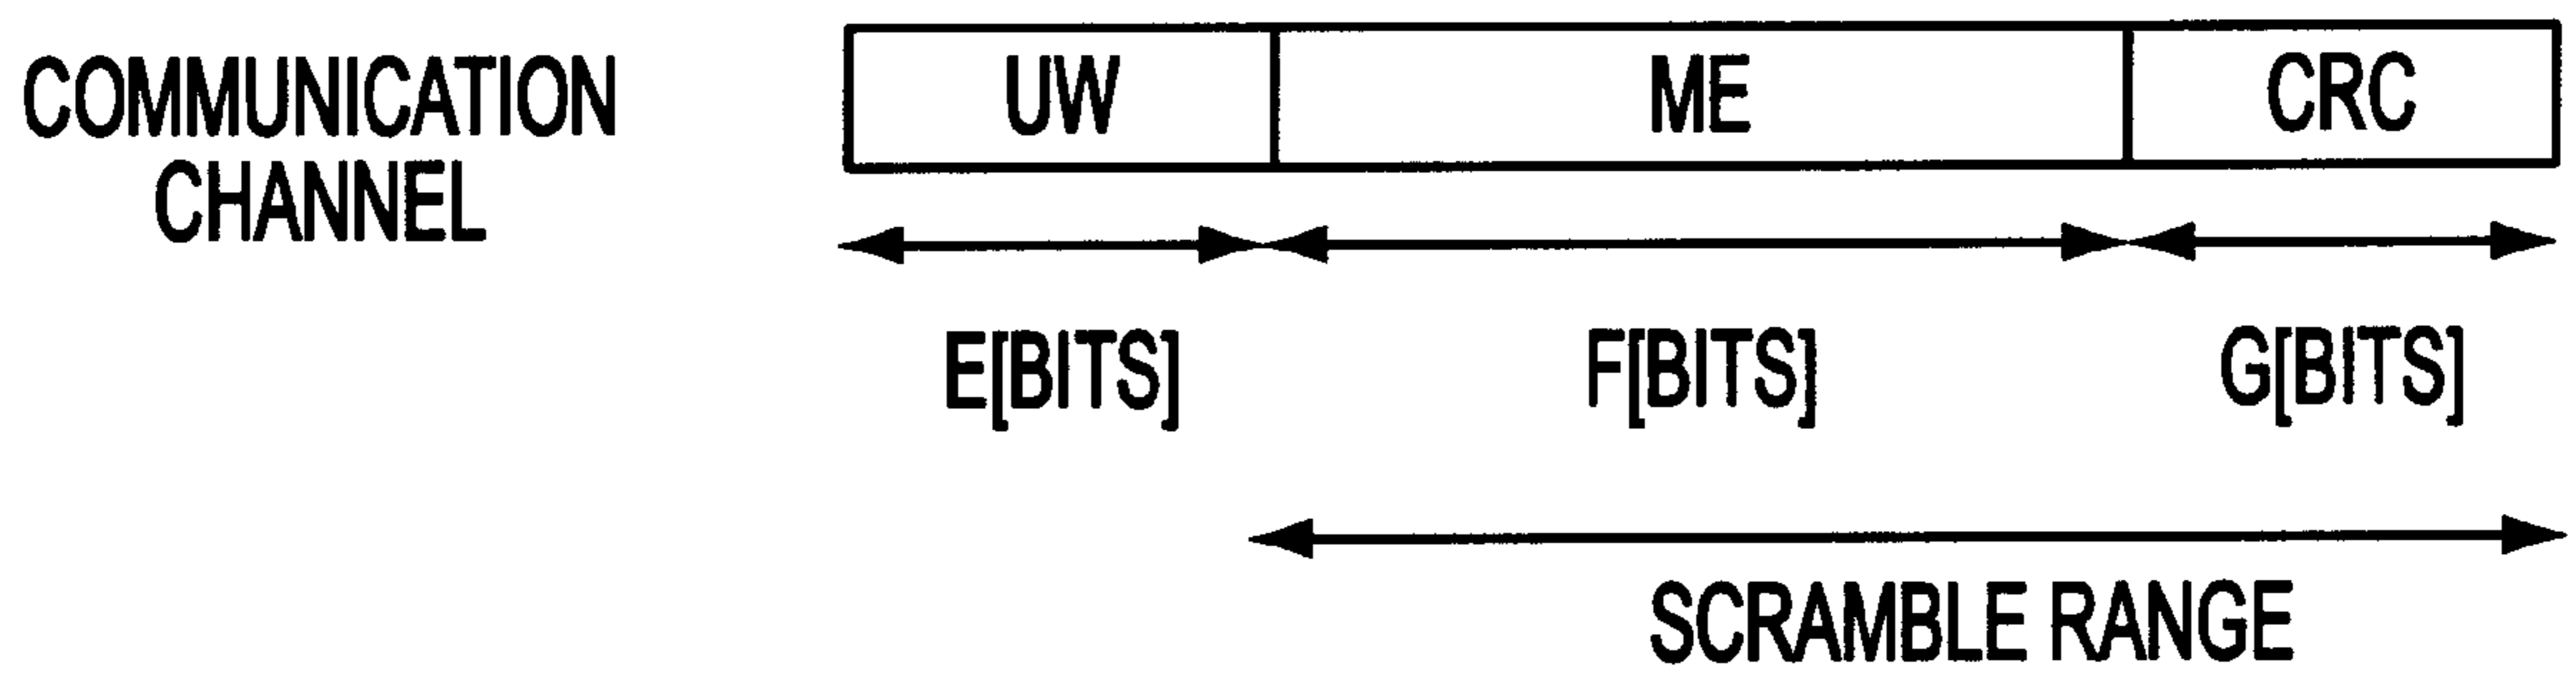 COMMUNICATION
CHANNEL
UW ME CRC
E[BITS] F[BITS] G[BITS]
SCRAMBLE RANGE